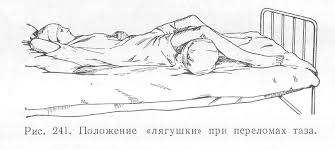 Рис. 241. Положение «лягушки» при переломах таза.